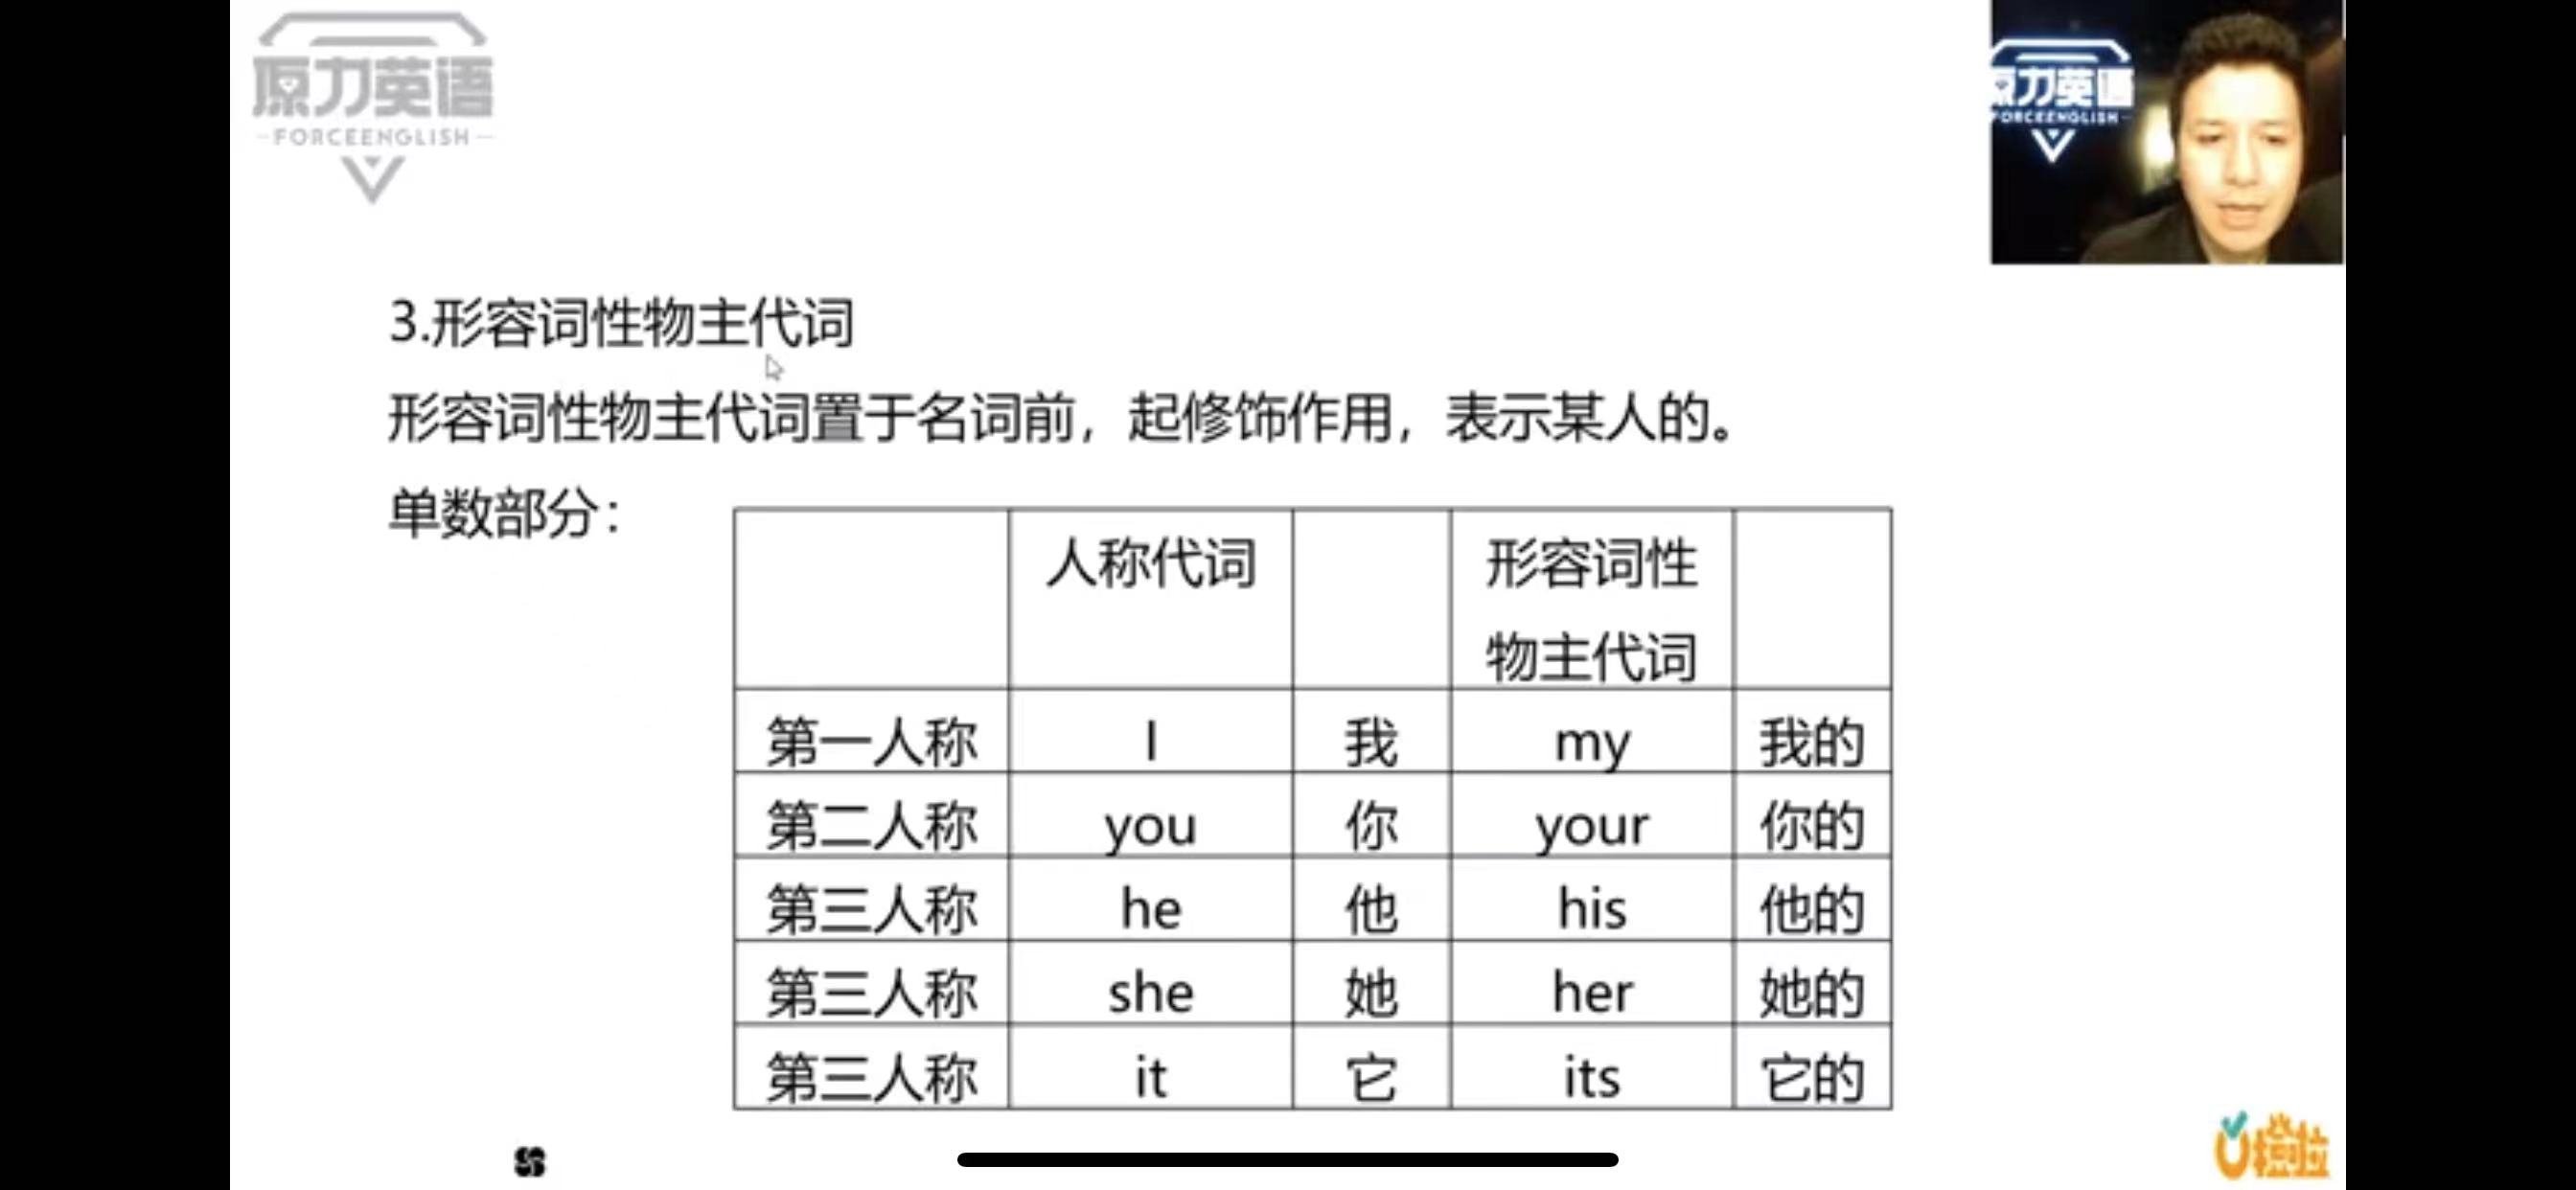 原力英语
FORCEENGLISH
原力英语
FORCEENGLISH
3.形容词性物主代词
形容词性物主代词置于名词前，起修饰作用，表示某人的。
单数部分：
人称代词 形容词性
物主代词
第一人称 I 我 my 我的
第二人称 you 你 your 你的
第三人称 he 他 his 他的
第三人称 she 她 her 她的
第三人称 it 它 its 它的
橙啦